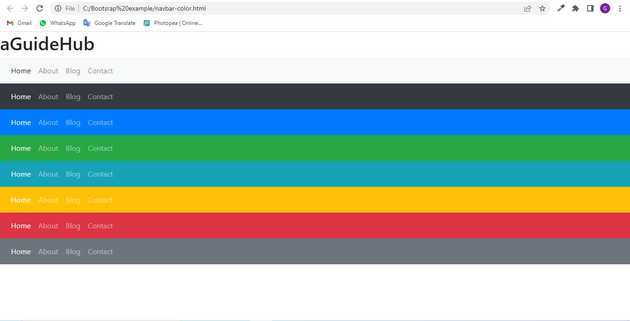 File | C:/Bootstap%20example/navbar-color.html
G
Gmail WhatsApp Google Translate Photopea | Online...
aGuideHub
Home About Blog Contact
Home About Blog Contact
Home About Blog Contact
Home About Blog Contact
Home About Blog Contact
Home About Blog Contact
Home About Blog Contact
Home About Blog Contact